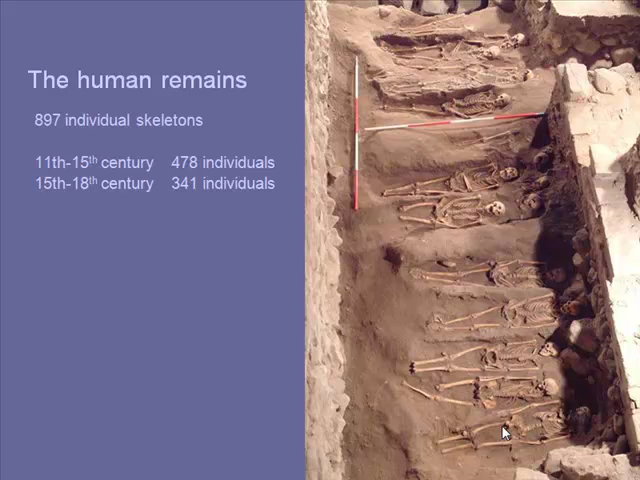 The human remains
897 individual skeletons
11th-15th century 478 individuals
15th-18th century 341 individuals